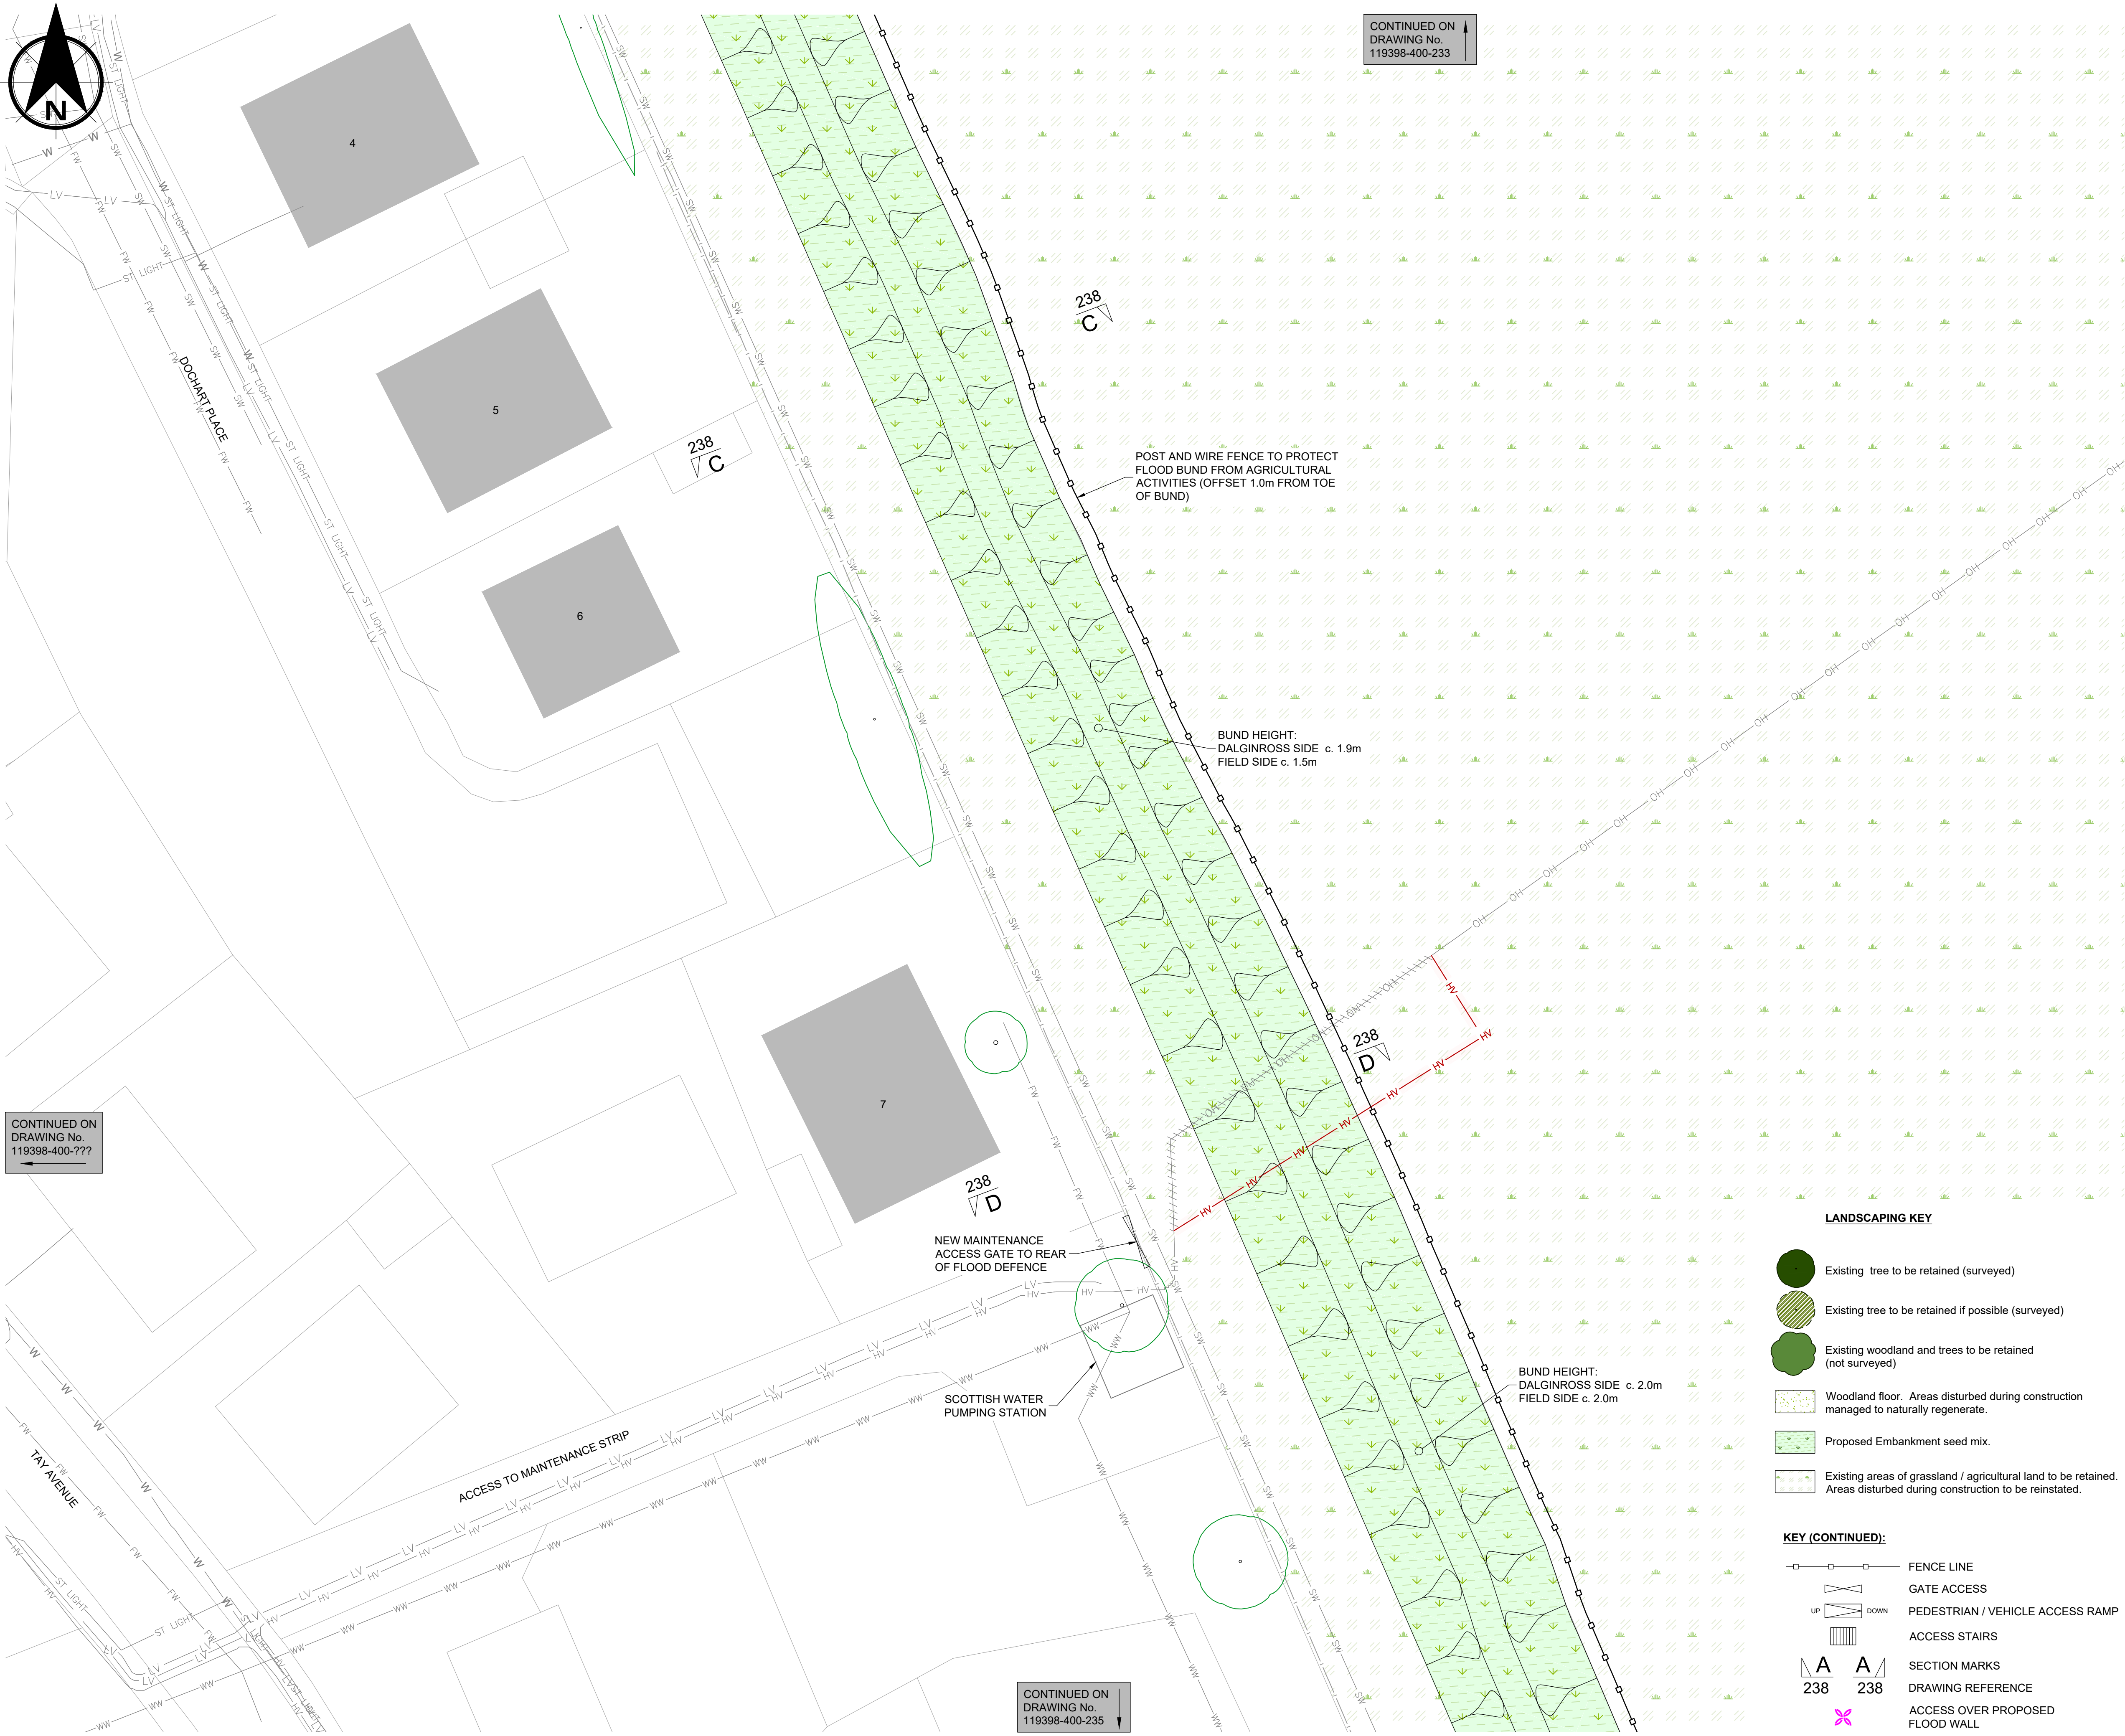 CONTINUED ON
DRAWING No.
119398-400-233
N
4
5
6
7
DOCHART PLACE
238
C
238
C
POST AND WIRE FENCE TO PROTECT
FLOOD BUND FROM AGRICULTURAL
ACTIVITIES (OFFSET 1.0m FROM TOE
OF BUND)
BUND HEIGHT:
DALGINROSS SIDE c. 1.9m
FIELD SIDE c. 1.5m
238
D
238
D
CONTINUED ON
DRAWING No.
119398-400-???
NEW MAINTENANCE
ACCESS GATE TO REAR
OF FLOOD DEFENCE
SCOTTISH WATER
PUMPING STATION
BUND HEIGHT:
DALGINROSS SIDE c. 2.0m
FIELD SIDE c. 2.0m
ACCESS TO MAINTENANCE STRIP
TAY AVENUE
CONTINUED ON
DRAWING No.
119398-400-235
ST LIGHT
LV
HV
SW
FW
WW
W
OH
LANDSCAPING KEY
Existing tree to be retained (surveyed)
Existing tree to be retained if possible (surveyed)
Existing woodland and trees to be retained
(not surveyed)
Woodland floor. Areas disturbed during construction
managed to naturally regenerate.
Proposed Embankment seed mix.
Existing areas of grassland / agricultural land to be retained.
Areas disturbed during construction to be reinstated.
KEY (CONTINUED):
FENCE LINE
GATE ACCESS
UP DOWN PEDESTRIAN / VEHICLE ACCESS RAMP
ACCESS STAIRS
A A SECTION MARKS
238 238 DRAWING REFERENCE
ACCESS OVER PROPOSED
FLOOD WALL